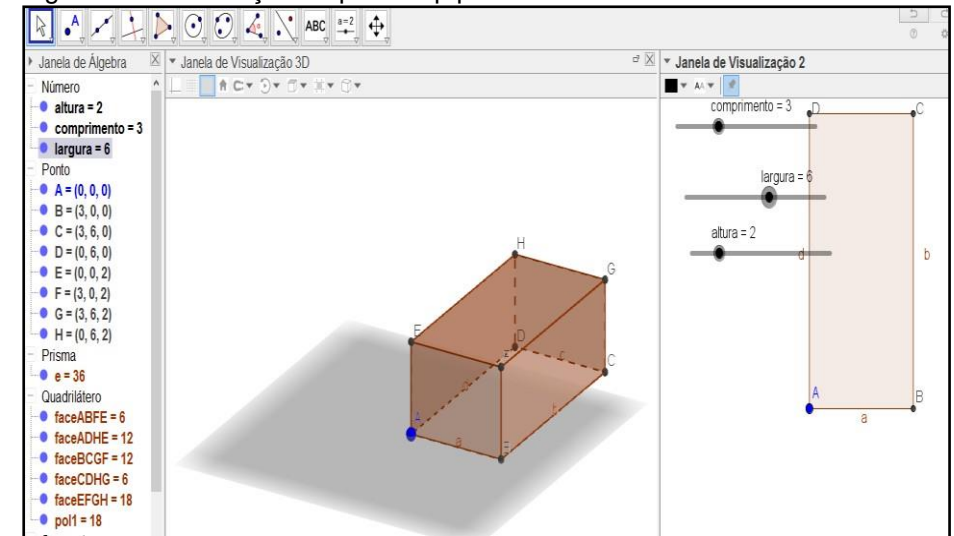 ABC
a=2
Janela de Álgebra
Número
altura = 2
comprimento = 3
largura = 6
Ponto
A = (0, 0, 0)
B = (3, 0, 0)
C = (3, 6, 0)
D = (0, 6, 0)
E = (0, 0, 2)
F = (3, 0, 2)
G = (3, 6, 2)
H = (0, 6, 2)
Prisma
e = 36
Quadrilátero
faceABFE = 6
faceADHE = 12
faceBCGF = 12
faceCDHG = 6
faceEFGH = 18
pol1 = 18
Janela de Visualização 3D
H
G
E
D
F
c
C
d
A
b
a
B
Janela de Visualização 2
AA
comprimento = 3
D
C
largura = 6
altura = 2
d
b
A
B
a